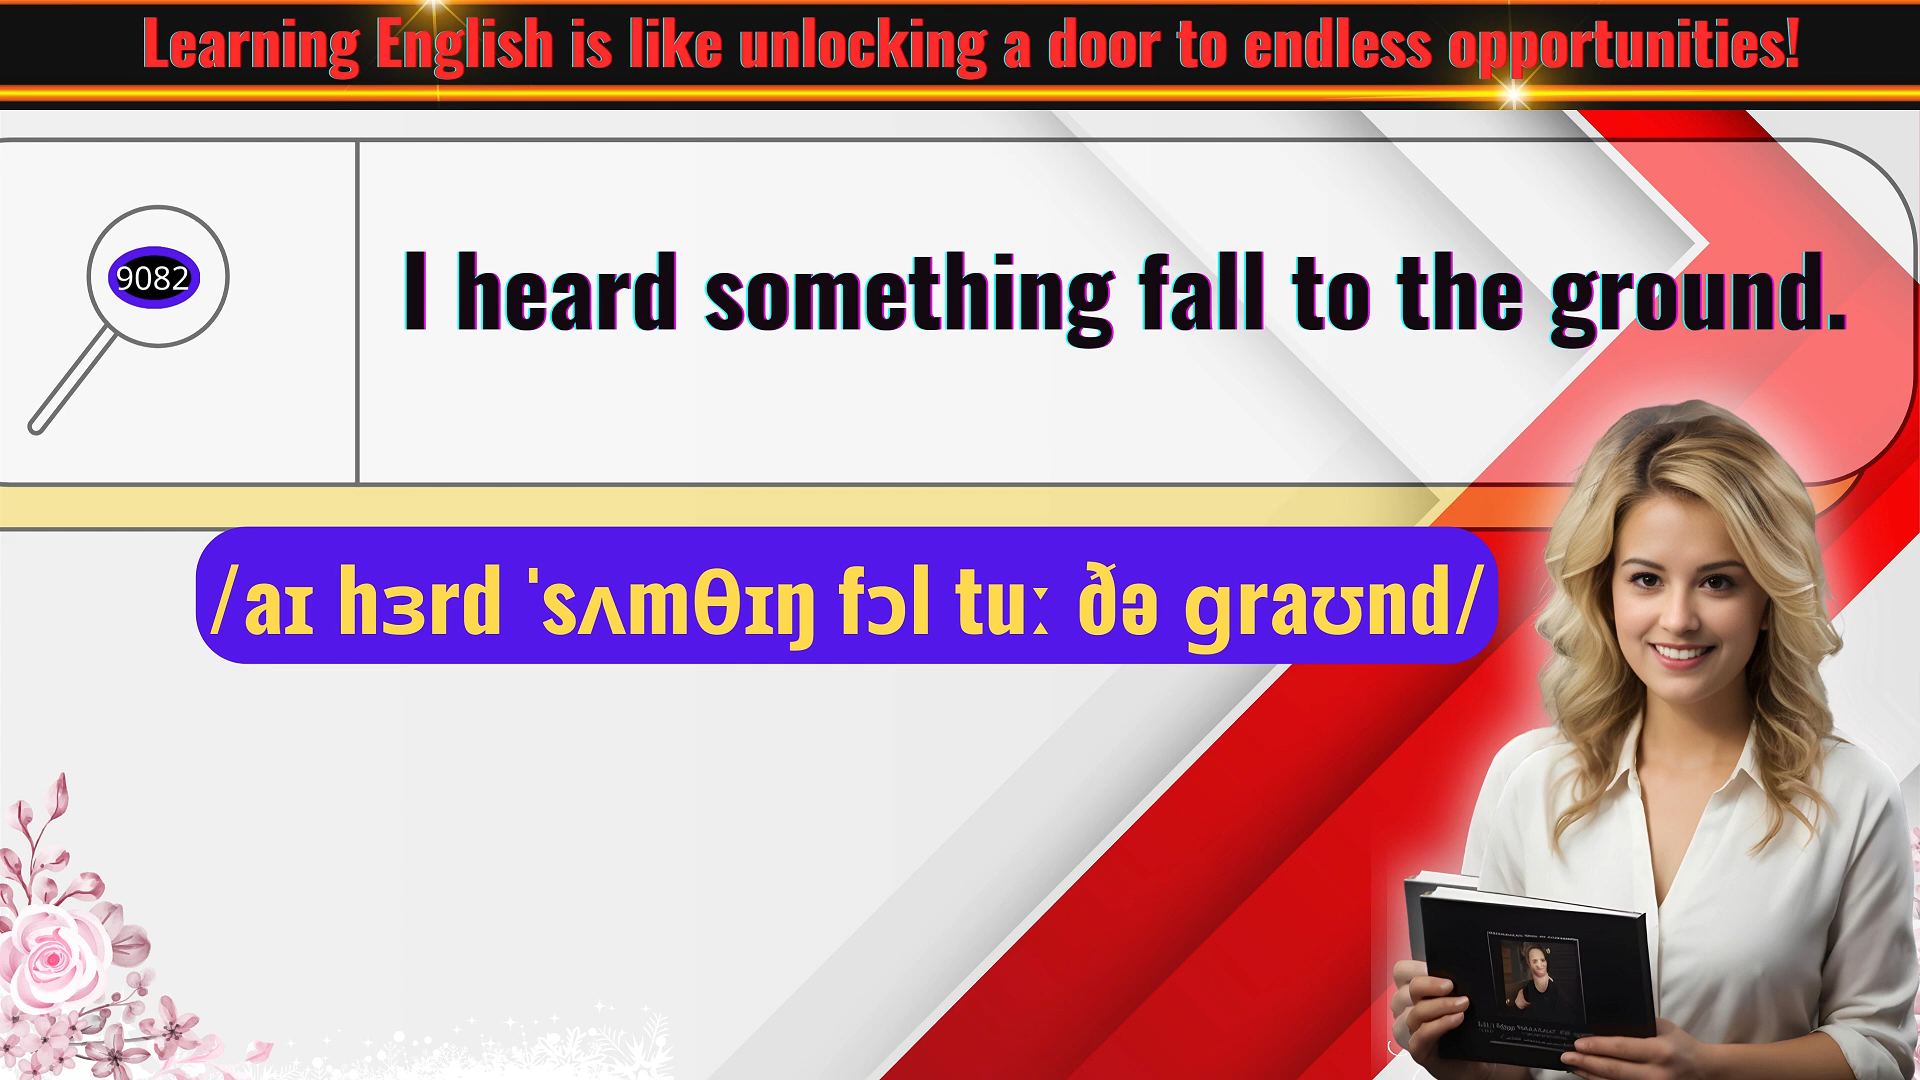 Learning English is like unlocking a door to endless opportunities!
9082
I heard something fall to the ground.
/aɪ hɜrd ˈsʌmθɪŋ fɔl tuː ðə ɡraʊnd/